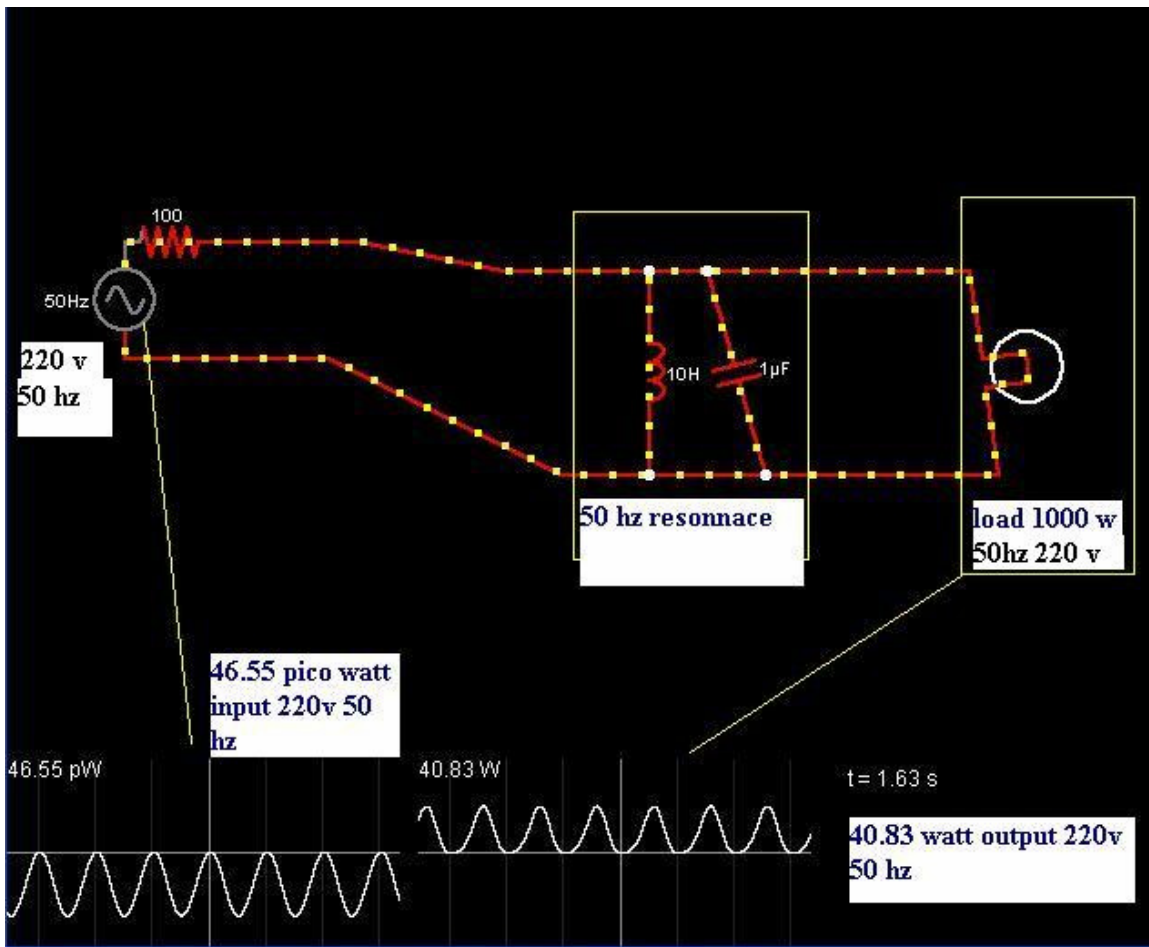 100
50Hz
220 v
50 hz
10H
1µF
50 hz resonnace
load 1000 w
50hz 220 v
46.55 pico watt
input 220v 50
hz
46.55 pW
40.83 W
t = 1.63 s
40.83 watt output 220v
50 hz